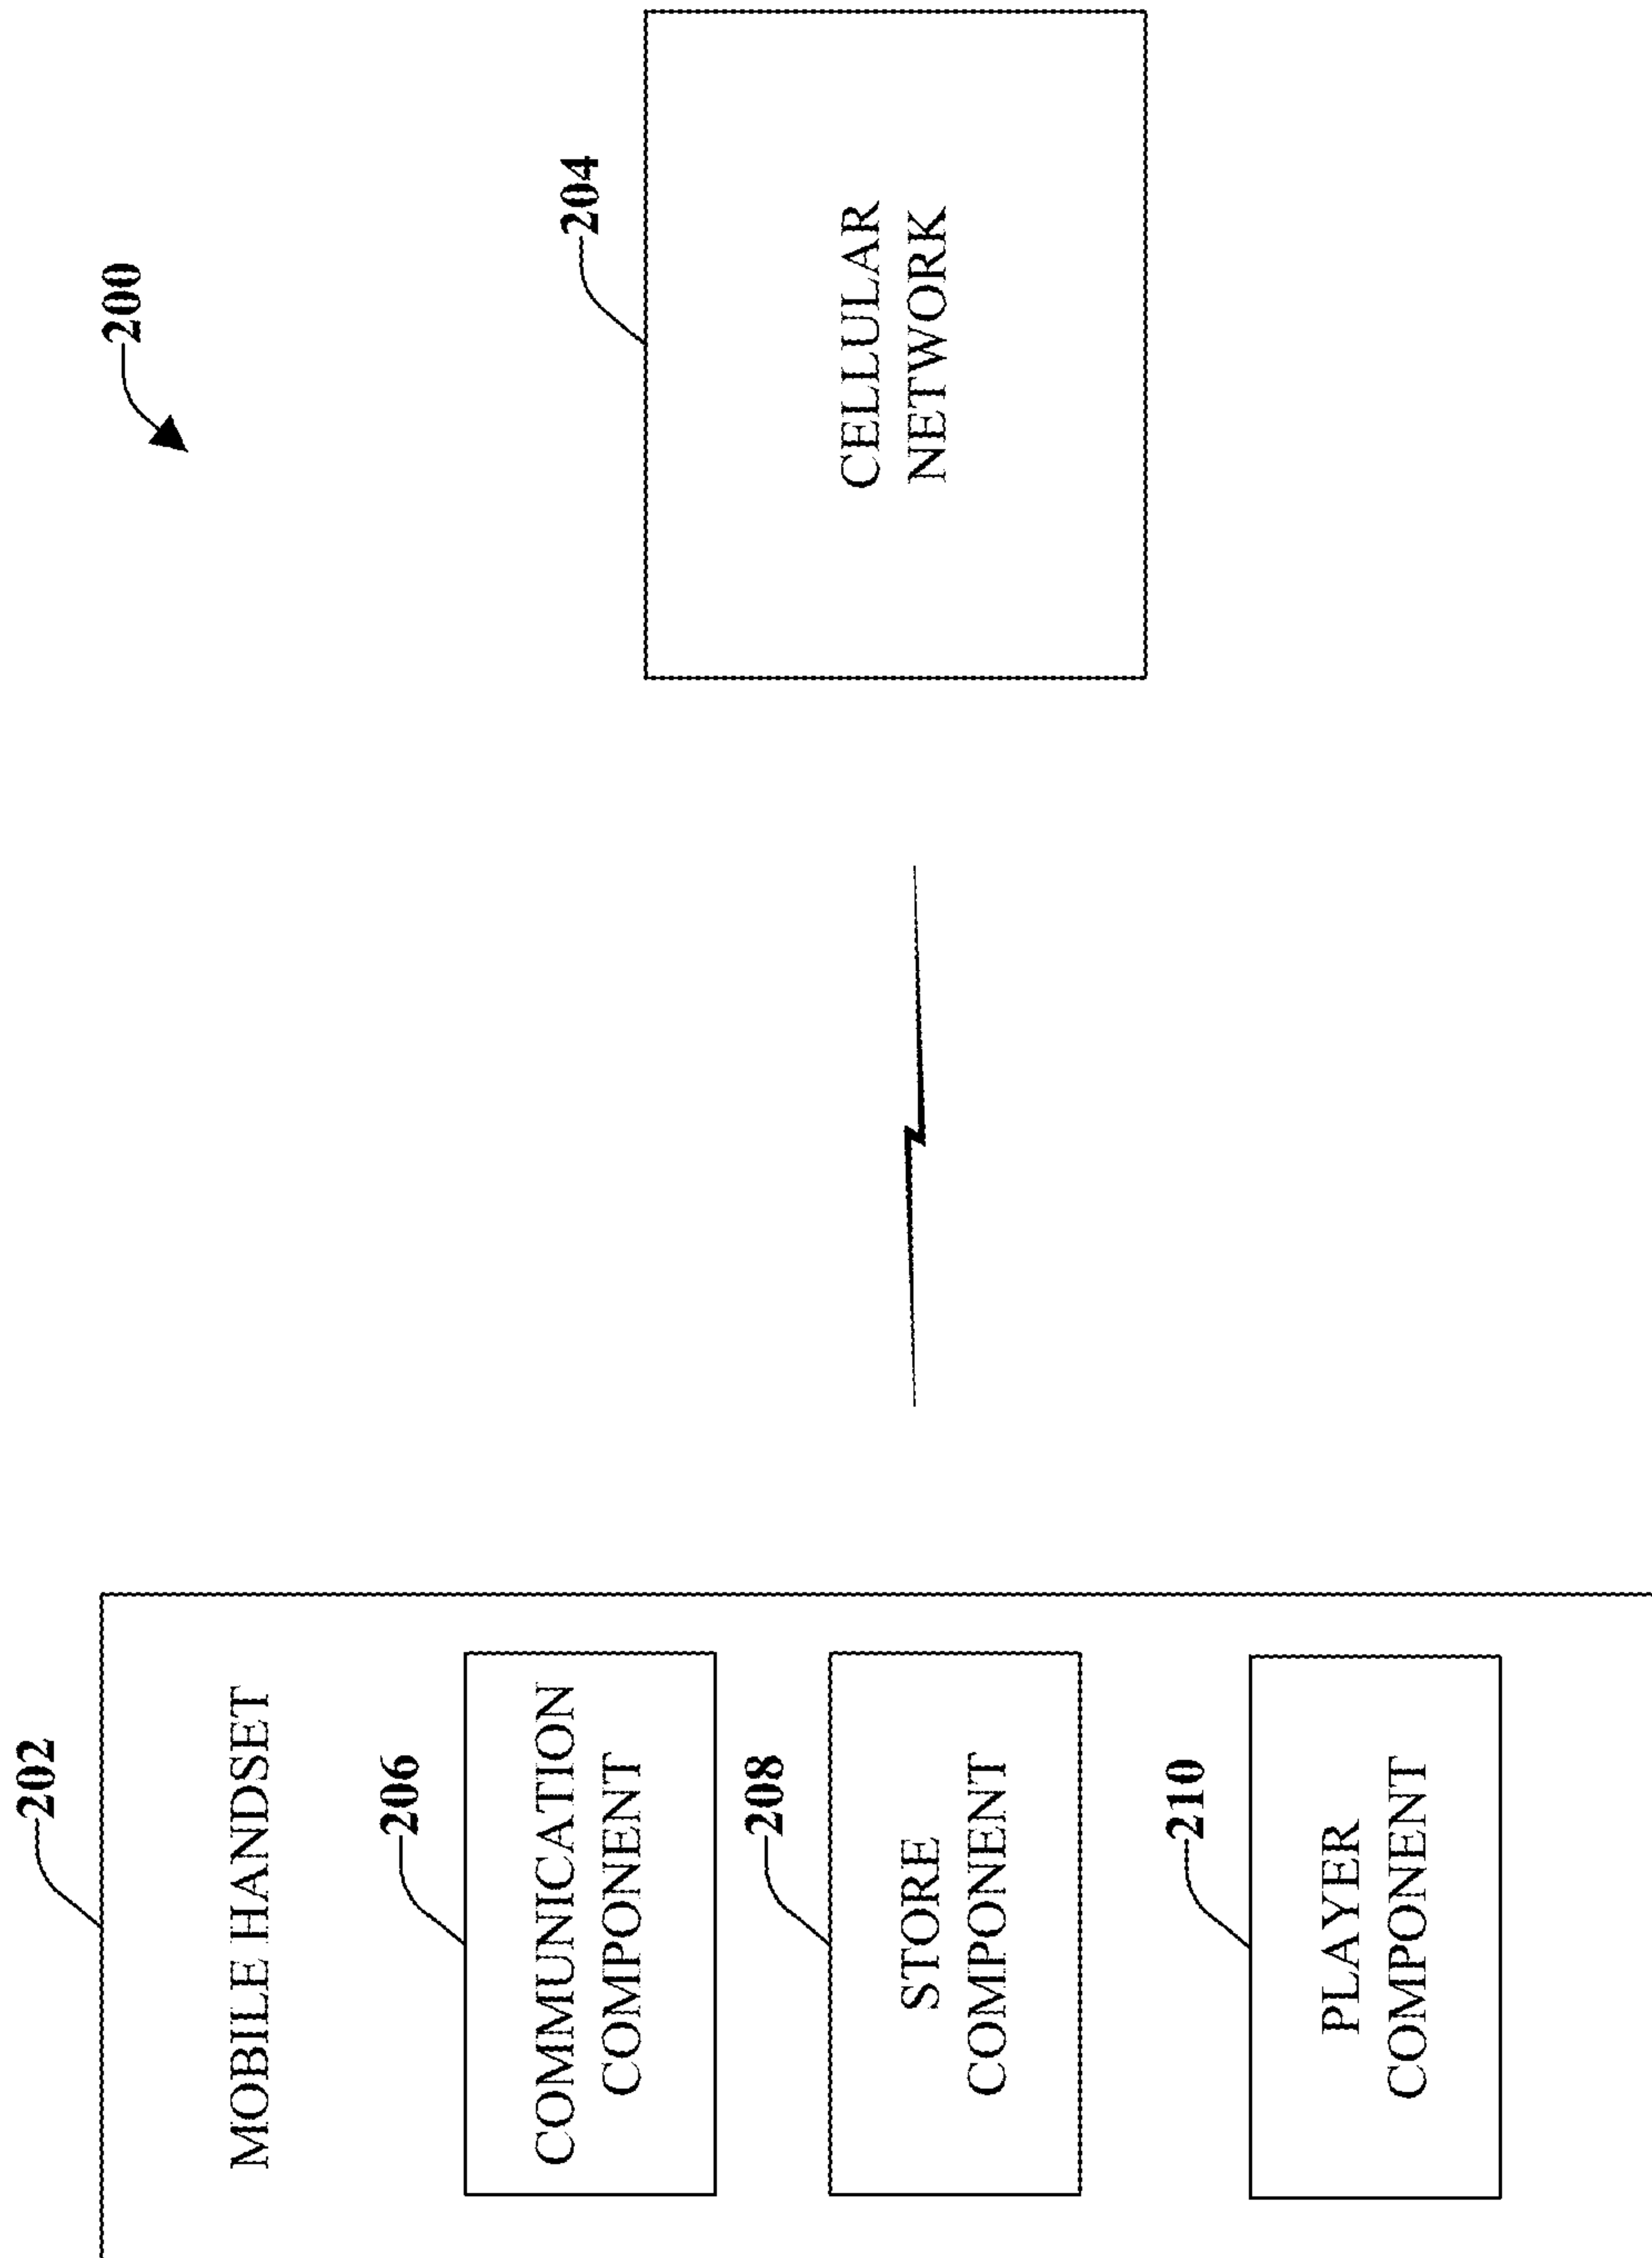 200
202
MOBILE HANDSET
206
COMMUNICATION
COMPONENT
208
STORE
COMPONENT
210
PLAYER
COMPONENT
204
CELLULAR
NETWORK